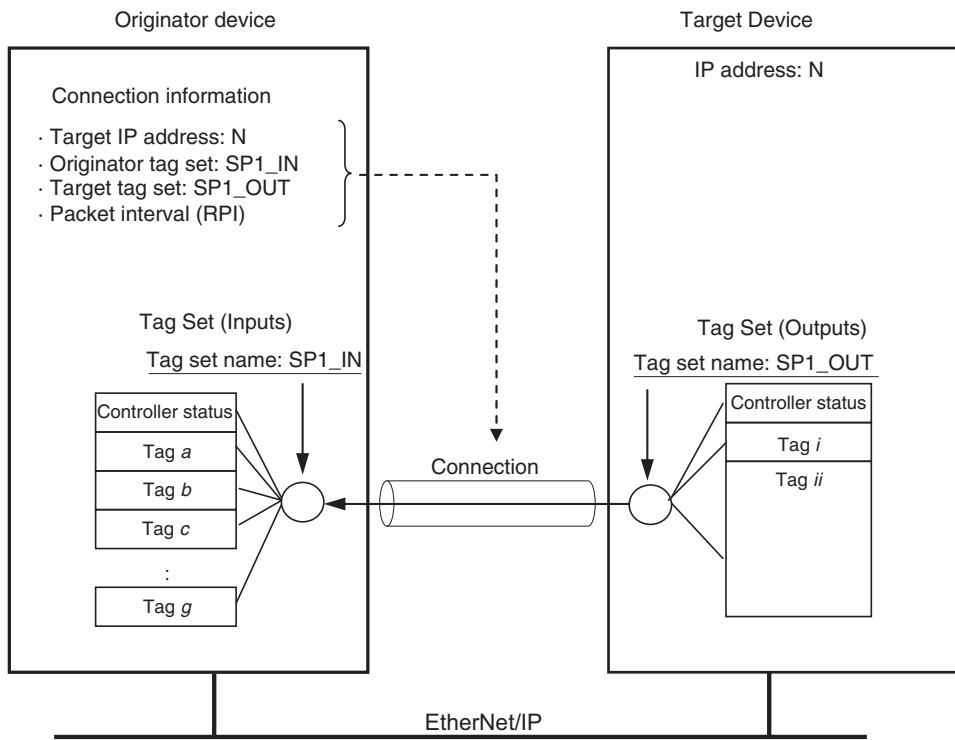 Originator device
Target Device
IP address: N
Connection information
· Target IP address: N
· Originator tag set: SP1_IN
· Target tag set: SP1_OUT
· Packet interval (RPI)
Tag Set (Inputs)
Tag set name: SP1_IN
Controller status
Tag a
Tag b
Tag c
:
Tag g
Connection
Tag Set (Outputs)
Tag set name: SP1_OUT
Controller status
Tag i
Tag ii
EtherNet/IP